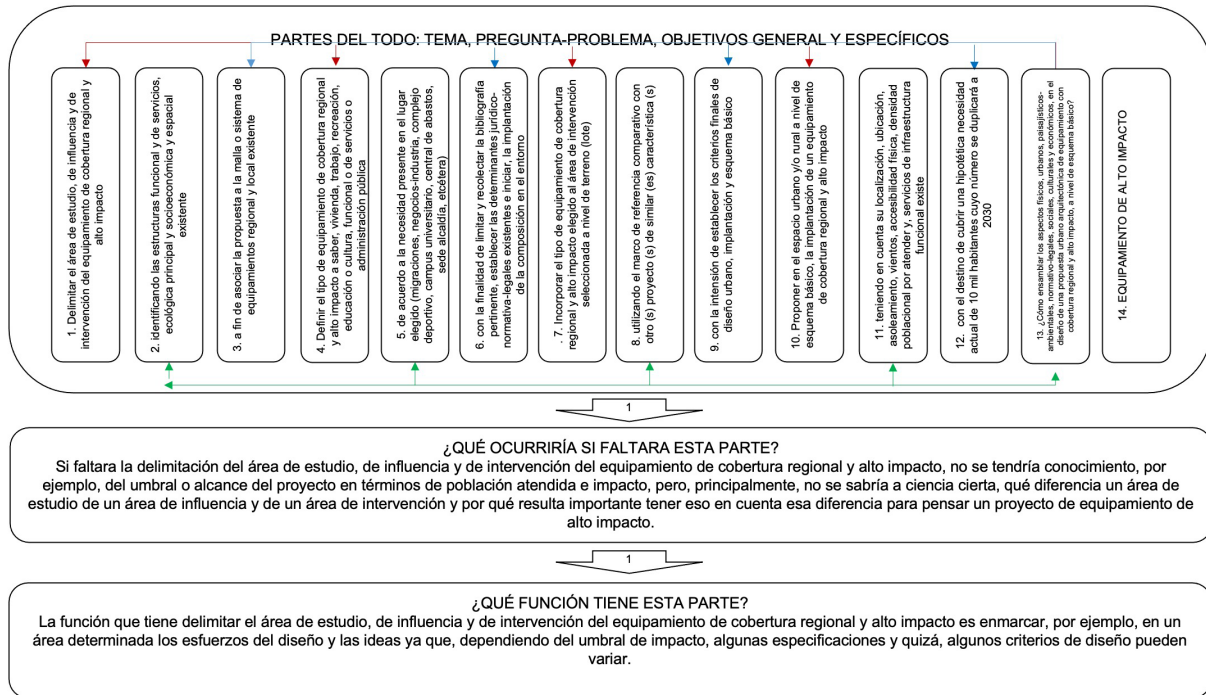 PARTES DEL TODO: TEMA, PREGUNTA-PROBLEMA, OBJETIVOS GENERAL Y ESPECÍFICOS
1. Delimitar el área de estudio, de influencia y de
intervención del equipamiento de cobertura regional y
alto impacto
2. identificando las estructuras funcional y de servicios,
ecológica principal y socioeconómica y espacial
existente
3. a fin de asociar la propuesta a la malla o sistema de
equipamientos regional y local existente
4. Definir el tipo de equipamiento de cobertura regional
y alto impacto a saber, vivienda, trabajo, recreación,
educación o cultura, funcional o de servicios o
administración pública
5. de acuerdo a la necesidad presente en el lugar
elegido (migraciones, negocios-industria, complejo
deportivo, campus universitario, central de abastos,
sede alcaldía, etcétera)
6. con la finalidad de limitar y recolectar la bibliografía
pertinente, establecer las determinantes jurídico-
normativa-legales existentes e iniciar, la implantación
de la composición en el entorno
. 7. Incorporar el tipo de equipamiento de cobertura
regional y alto impacto elegido al área de intervención
seleccionada a nivel de terreno (lote)
8. utilizando el marco de referencia comparativo con
otro (s) proyecto (s) de similar (es) característica (s)
9. con la intensión de establecer los criterios finales de
diseño urbano, implantación y esquema básico
10. Proponer en el espacio urbano y/o rural a nivel de
esquema básico, la implantación de un equipamiento
de cobertura regional y alto impacto
11. teniendo en cuenta su localización, ubicación,
asoleamiento, vientos, accesibilidad física, densidad
poblacional por atender y, servicios de infraestructura
funcional existe
12. con el destino de cubrir una hipotética necesidad
actual de 10 mil habitantes cuyo número se duplicará a
2030
13. ¿Cómo ensamblar los aspectos físicos, urbanos, paisajísticos-
ambientales, normativo-legales, sociales, culturales y económicos, en el
diseño de una propuesta urbano arquitectónica de equipamiento con
cobertura regional y alto impacto, a nivel de esquema básico?
14. EQUIPAMIENTO DE ALTO IMPACTO
1
¿QUÉ OCURRIRÍA SI FALTARA ESTA PARTE?
Si faltara la delimitación del área de estudio, de influencia y de intervención del equipamiento de cobertura regional y alto impacto, no se tendría conocimiento, por
ejemplo, del umbral o alcance del proyecto en términos de población atendida e impacto, pero, principalmente, no se sabría a ciencia cierta, qué diferencia un área de
estudio de un área de influencia y de un área de intervención y por qué resulta importante tener eso en cuenta esa diferencia para pensar un proyecto de equipamiento de
alto impacto.
1
¿QUÉ FUNCIÓN TIENE ESTA PARTE?
La función que tiene delimitar el área de estudio, de influencia y de intervención del equipamiento de cobertura regional y alto impacto es enmarcar, por ejemplo, en un
área determinada los esfuerzos del diseño y las ideas ya que, dependiendo del umbral de impacto, algunas especificaciones y quizá, algunos criterios de diseño pueden
variar.